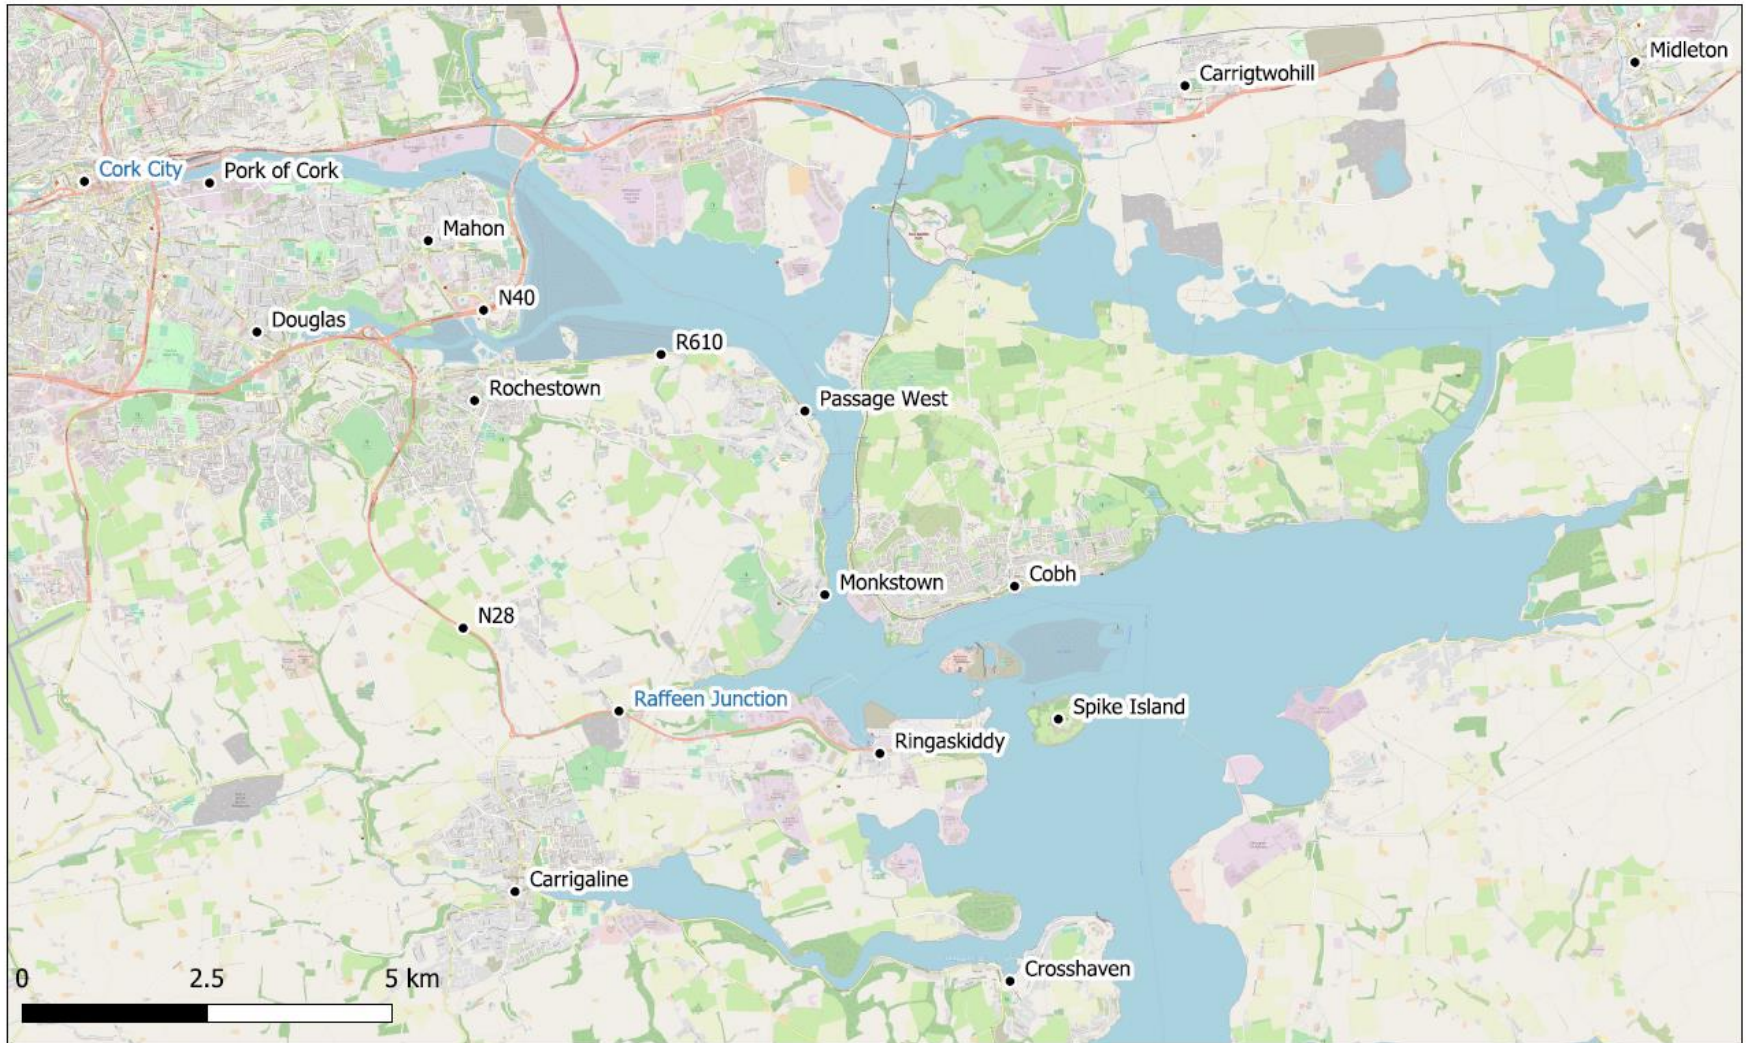 Midleton
Carrigtwohill
Cork City
Pork of Cork
Mahon
N40
Douglas
R610
Rochestown
Passage West
Monkstown
Cobh
N28
Raffeen Junction
Spike Island
Ringaskiddy
Carrigaline
Crosshaven
0 2.5 5 km